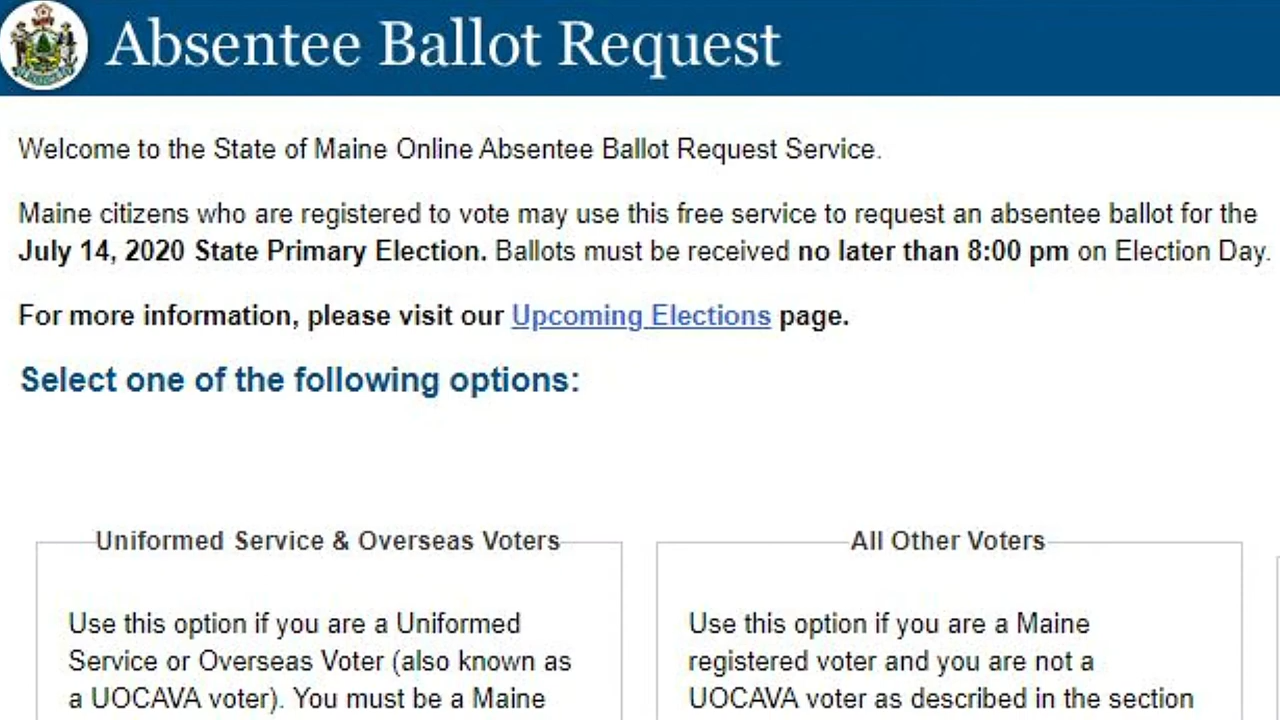 Absentee Ballot Request
Welcome to the State of Maine Online Absentee Ballot Request Service.
Maine citizens who are registered to vote may use this free service to request an absentee ballot for the
July 14, 2020 State Primary Election. Ballots must be received no later than 8:00 pm on Election Day.
For more information, please visit our Upcoming Elections page.
Select one of the following options:
Uniformed Service & Overseas Voters
Use this option if you are a Uniformed
Service or Overseas Voter (also known as
a UOCAVA voter). You must be a Maine
All Other Voters
Use this option if you are a Maine
registered voter and you are not a
UOCAVA voter as described in the section